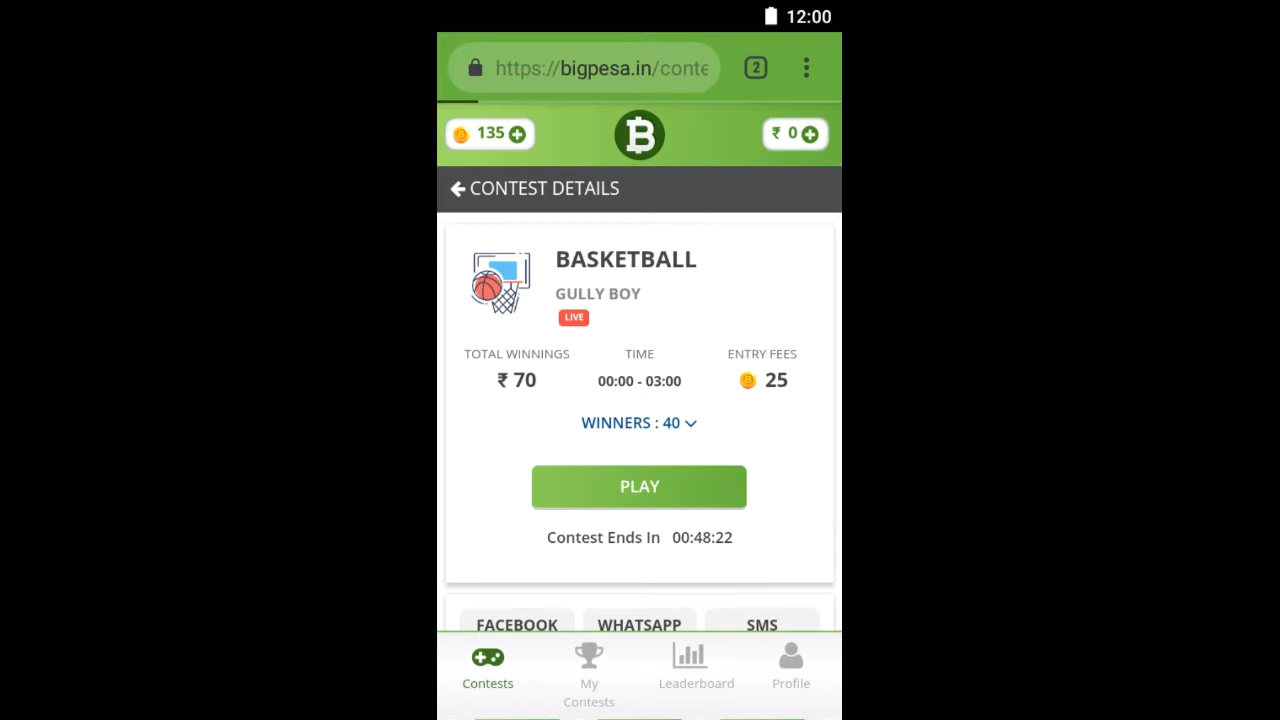 12:00
https://bigpesa.in/conte
2
135
₹ 0
CONTEST DETAILS
BASKETBALL
GULLY BOY
LIVE
TOTAL WINNINGS TIME ENTRY FEES
₹ 70 00:00 - 03:00 25
WINNERS : 40
PLAY
Contest Ends In 00:48:22
FACEBOOK WHATSAPP SMS
Contests My Leaderboard Profile
Contests